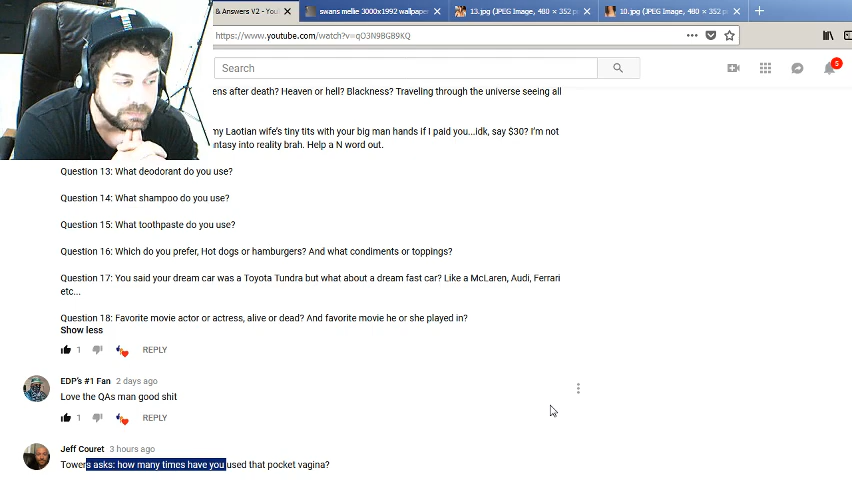 & Answers V2 - You
swans mellie 3000x1992 wallpape
13.jpg (JPEG Image, 480 × 352 p
10.jpg (JPEG Image, 480 × 352 p
https://www.youtube.com/watch?v=qO3N9BGB9KQ
Search
5
ens after death? Heaven or hell? Blackness? Traveling through the universe seeing all
my Laotian wife's tiny tits with your big man hands if I paid you...idk, say $30? I'm not
ntasy into reality brah. Help a N word out.
Question 13: What deodorant do you use?
Question 14: What shampoo do you use?
Question 15: What toothpaste do you use?
Question 16: Which do you prefer, Hot dogs or hamburgers? And what condiments or toppings?
Question 17: You said your dream car was a Toyota Tundra but what about a dream fast car? Like a McLaren, Audi, Ferrari
etc...
Question 18: Favorite movie actor or actress, alive or dead? And favorite movie he or she played in?
Show less
1 REPLY
EDP's #1 Fan 2 days ago
Love the QAs man good shit
1 REPLY
Jeff Couret 3 hours ago
Towers asks: how many times have you used that pocket vagina?